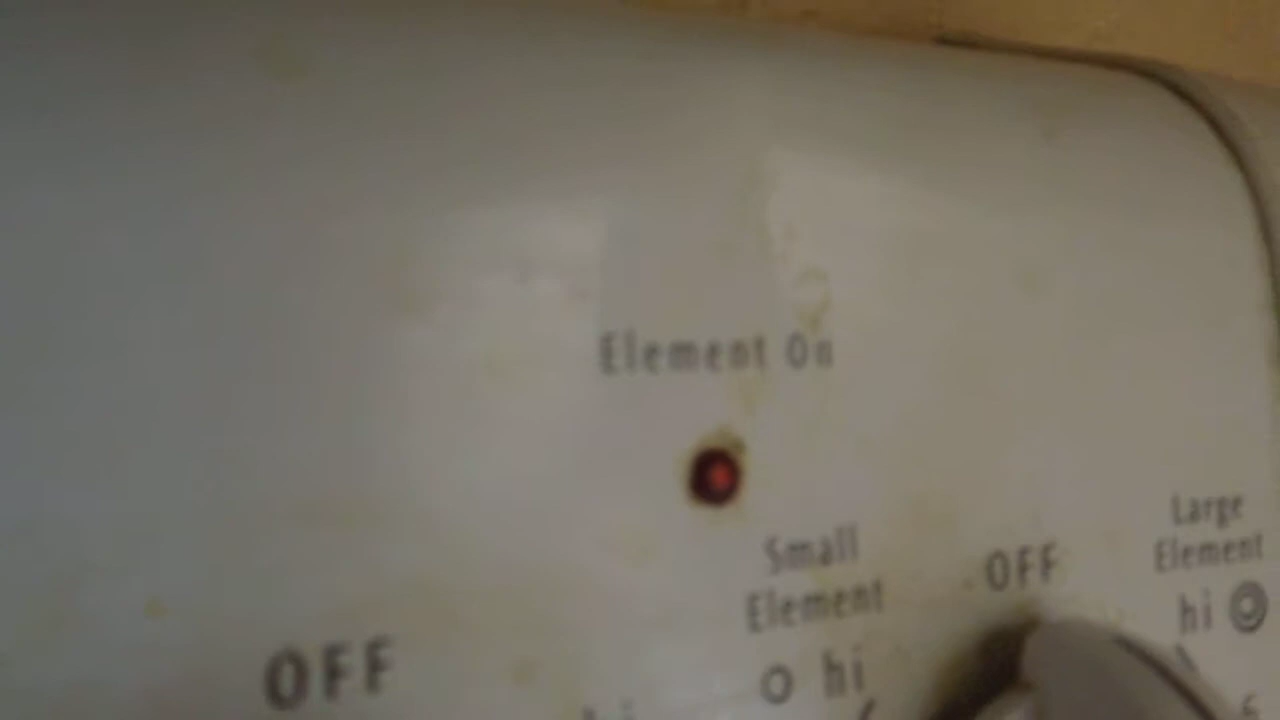 Element On
Small
Element
OFF
Large
Element
hi
hi
OFF